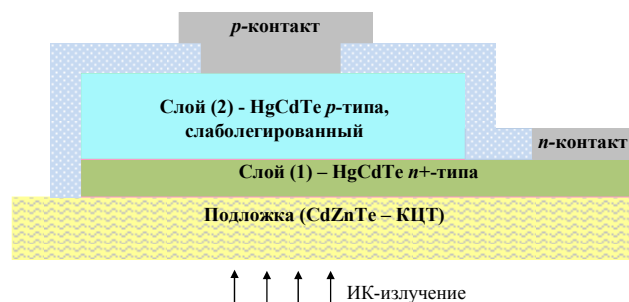 p-контакт
Слой (2) - HgCdTe p-типа,
слаболегированный
n-контакт
Слой (1) – HgCdTe n+-типа
Подложка (CdZnTe – КЦТ)
ИК-излучение